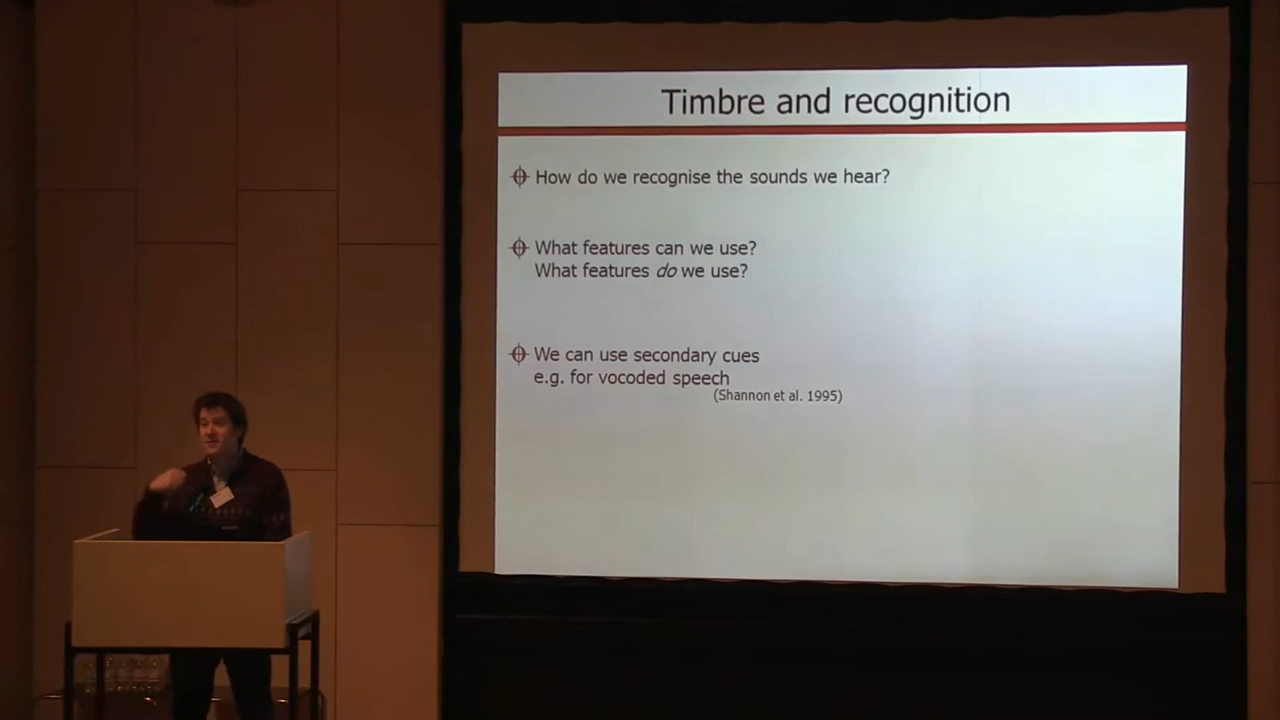 Timbre and recognition
How do we recognise the sounds we hear?
What features can we use?
What features do we use?
We can use secondary cues
e.g. for vocoded speech
(Shannon et al. 1995)